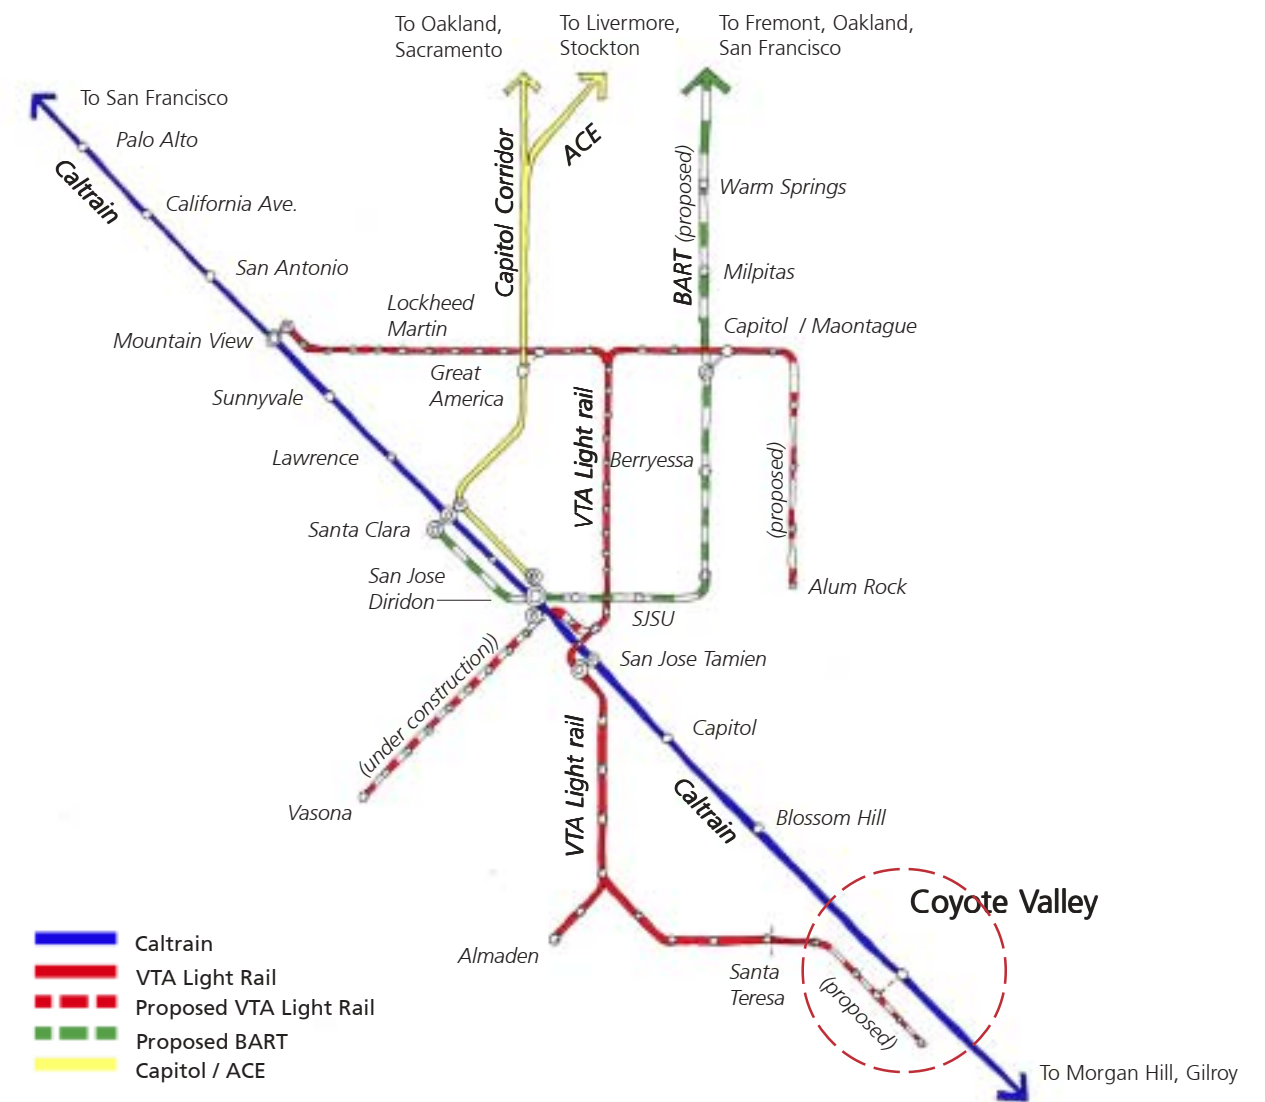 To Oakland,
Sacramento
To Livermore,
Stockton
To Fremont, Oakland,
San Francisco
To San Francisco
Palo Alto
Caltrain
California Ave.
San Antonio
Capitol Corridor
ACE
BART (proposed)
Warm Springs
Milpitas
Lockheed
Martin
Mountain View
Capitol / Maontague
Great
America
Sunnyvale
Lawrence
VTA Light rail
Berryessa
(proposed)
Santa Clara
San Jose
Diridon
Alum Rock
SJSU
San Jose Tamien
(under construction))
Vasona
VTA Light rail
Capitol
Caltrain
Blossom Hill
Coyote Valley
Almaden
Santa
Teresa
(proposed)
To Morgan Hill, Gilroy
Caltrain
VTA Light Rail
Proposed VTA Light Rail
Proposed BART
Capitol / ACE